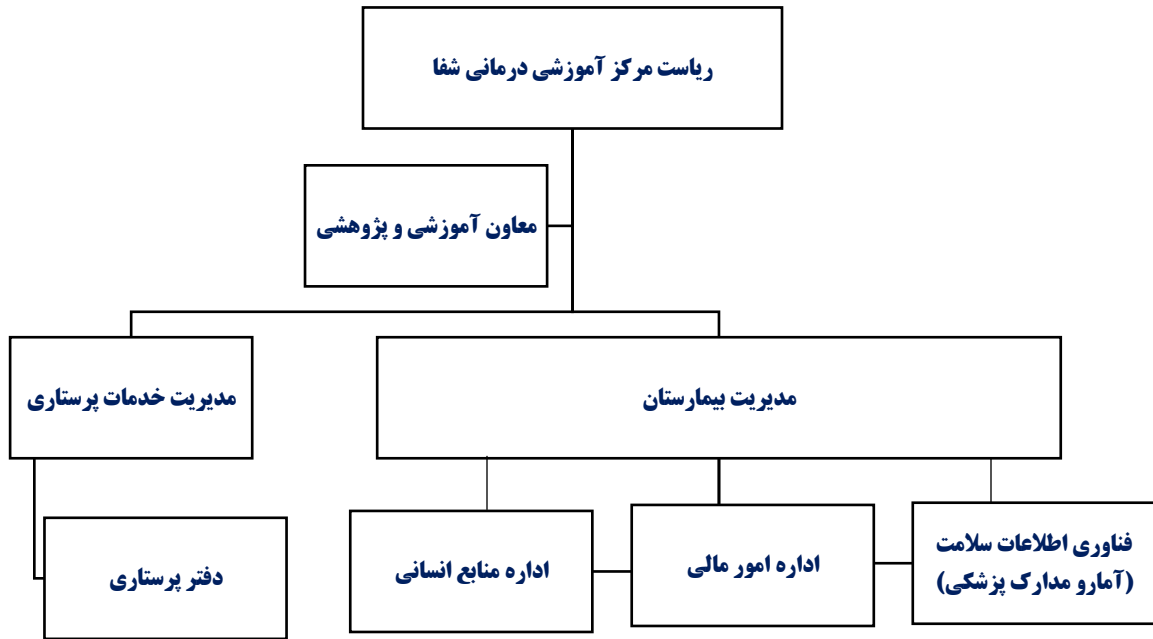 ریاست مرکز آموزشی درمانی شفا
معاون آموزشی و پژوهشی
مدیریت بیمارستان
مدیریت خدمات پرستاری
فناوری اطلاعات سلامت
(آمارو مدارک پزشکی)
اداره امور مالی
اداره منابع انسانی
دفتر پرستاری